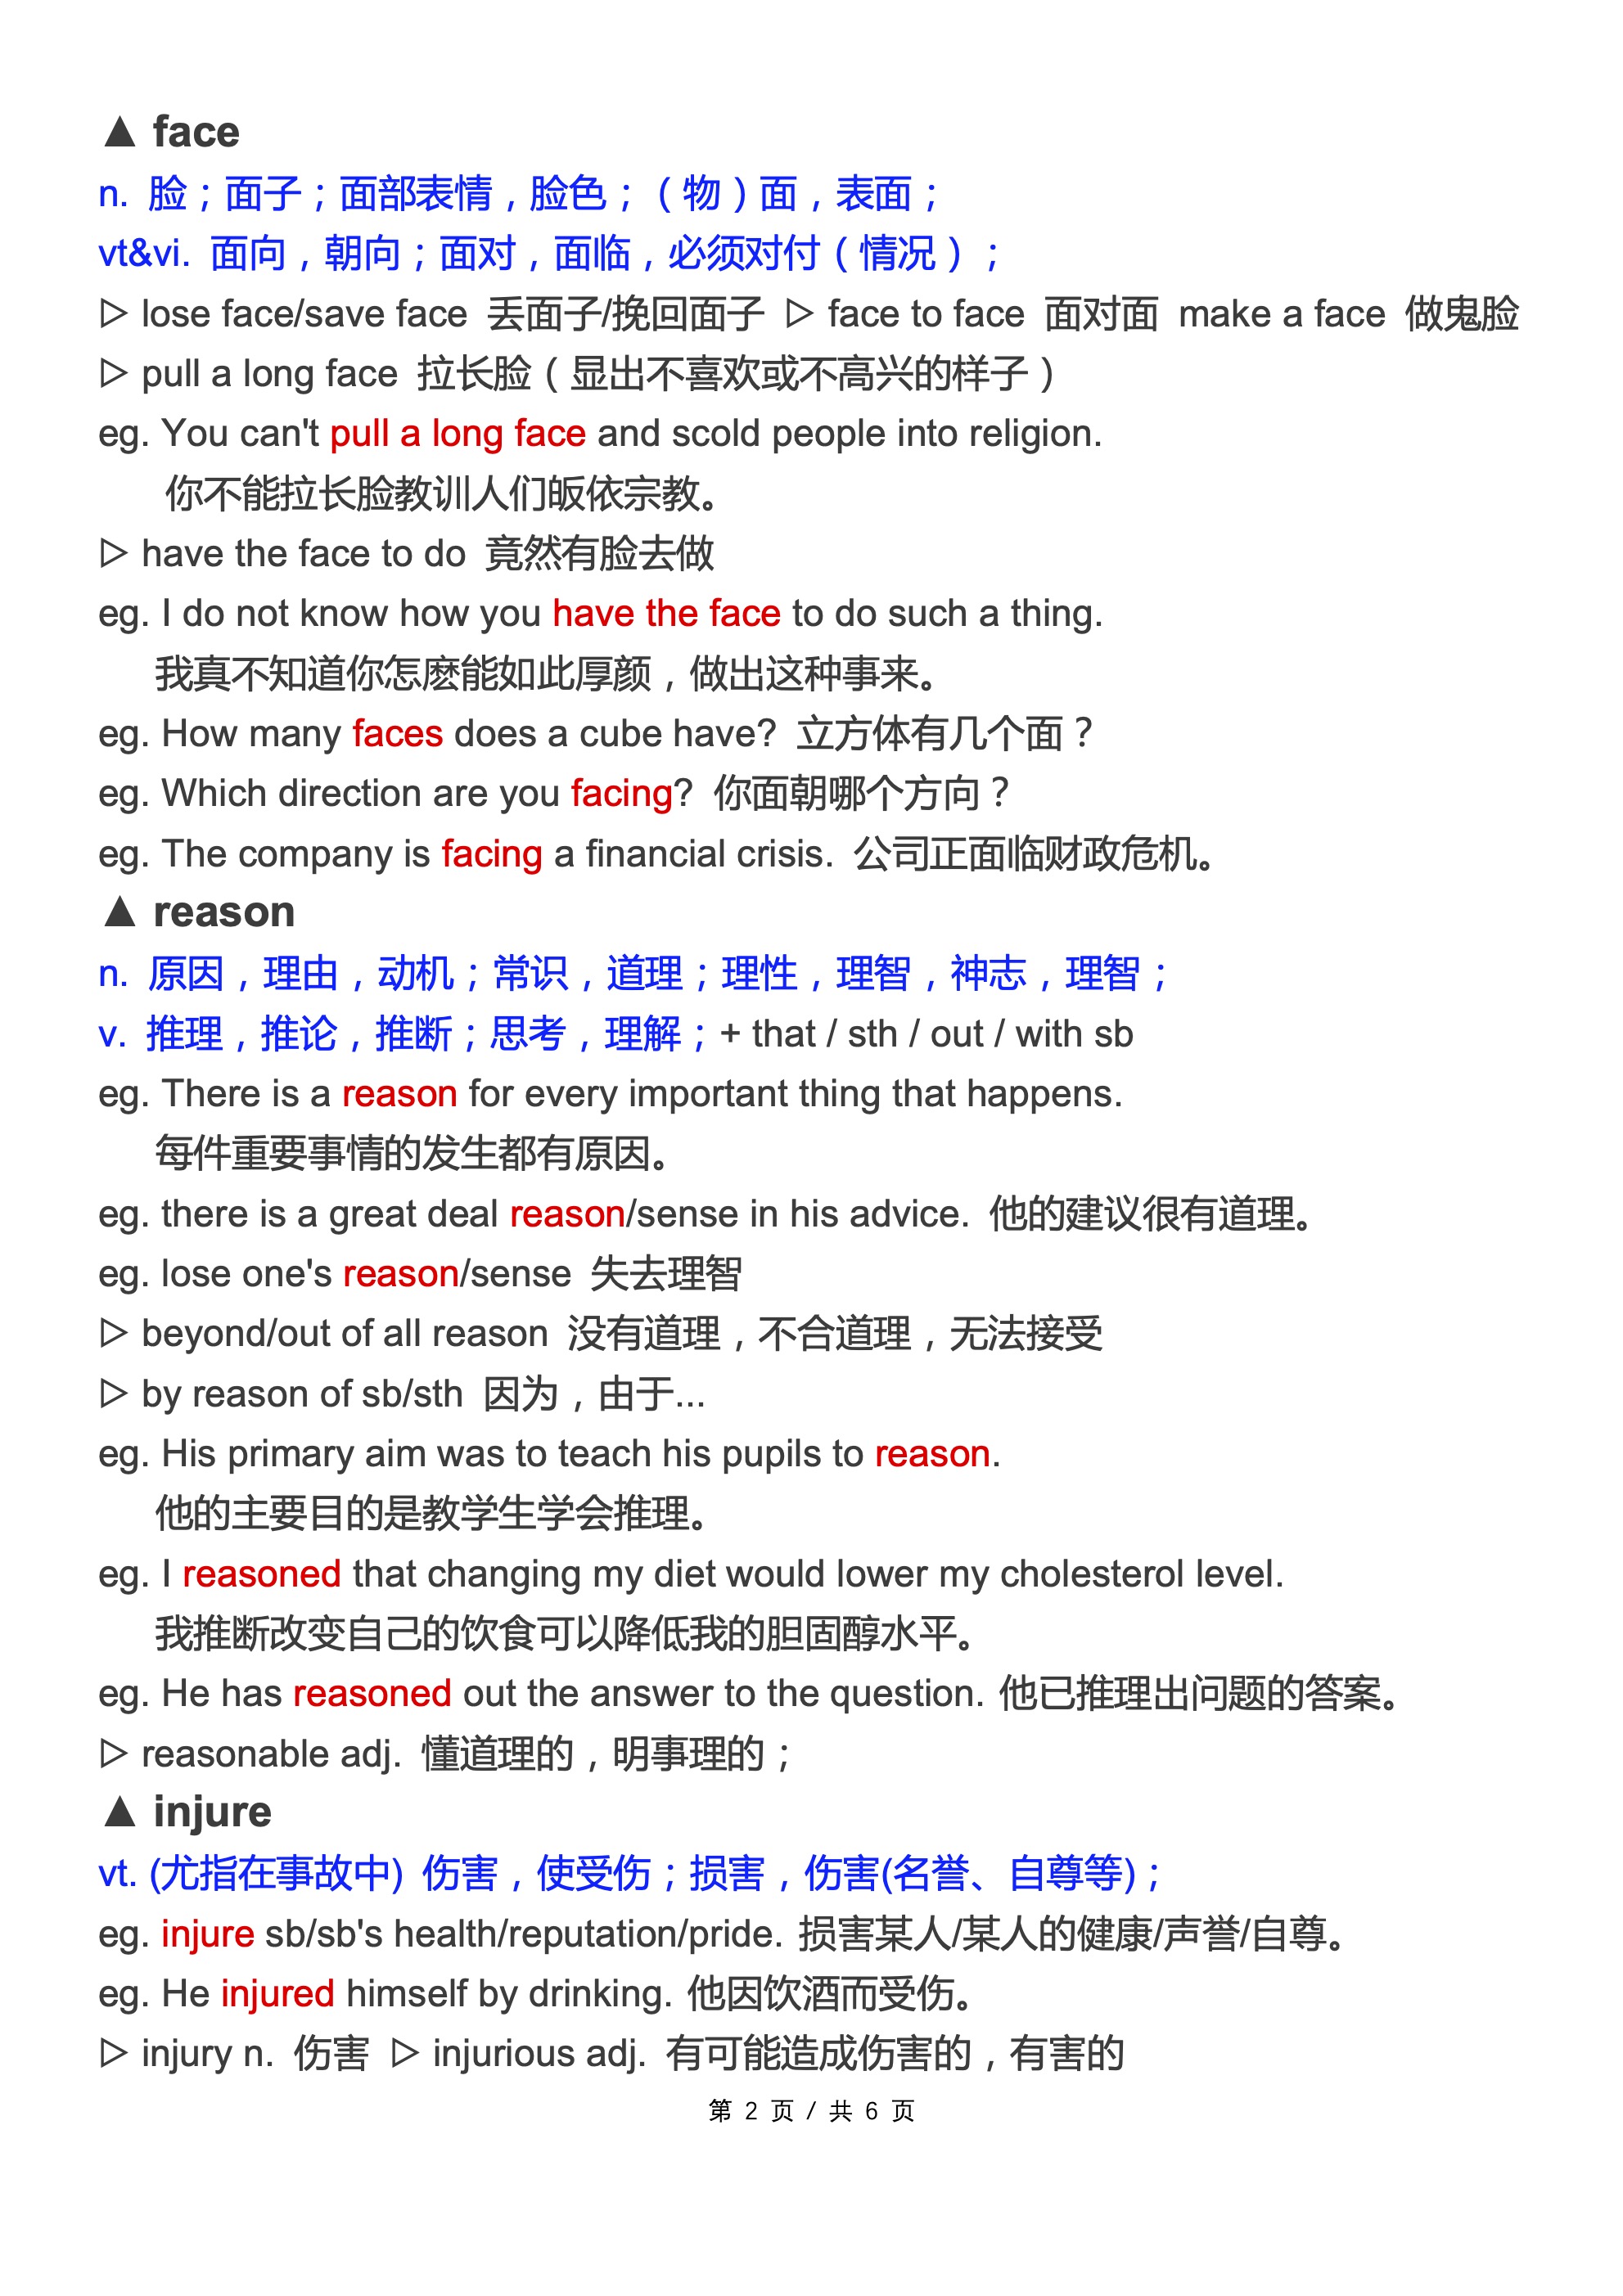 ▲ face
n. 脸；面子；面部表情，脸色；（物）面，表面；
vt&vi. 面向，朝向；面对，面临，必须对付（情况）；
▷ lose face/save face 丢面子/挽回面子 ▷ face to face 面对面 make a face 做鬼脸
▷ pull a long face 拉长脸（显出不喜欢或不高兴的样子）
eg. You can't pull a long face and scold people into religion.
你不能拉长脸教训人们皈依宗教。
▷ have the face to do 竟然有脸去做
eg. I do not know how you have the face to do such a thing.
我真不知道你怎麽能如此厚颜，做出这种事来。
eg. How many faces does a cube have? 立方体有几个面？
eg. Which direction are you facing? 你面朝哪个方向？
eg. The company is facing a financial crisis. 公司正面临财政危机。
▲ reason
n. 原因，理由，动机；常识，道理；理性，理智，神志，理智；
v. 推理，推论，推断；思考，理解；+ that / sth / out / with sb
eg. There is a reason for every important thing that happens.
每件重要事情的发生都有原因。
eg. there is a great deal reason/sense in his advice. 他的建议很有道理。
eg. lose one's reason/sense 失去理智
▷ beyond/out of all reason 没有道理，不合道理，无法接受
▷ by reason of sb/sth 因为，由于...
eg. His primary aim was to teach his pupils to reason.
他的主要目的是教学生学会推理。
eg. I reasoned that changing my diet would lower my cholesterol level.
我推断改变自己的饮食可以降低我的胆固醇水平。
eg. He has reasoned out the answer to the question. 他已推理出问题的答案。
▷ reasonable adj. 懂道理的，明事理的；
▲ injure
vt. (尤指在事故中) 伤害，使受伤；损害，伤害(名誉、自尊等)；
eg. injure sb/sb's health/reputation/pride. 损害某人/某人的健康/声誉/自尊。
eg. He injured himself by drinking. 他因饮酒而受伤。
▷ injury n. 伤害 ▷ injurious adj. 有可能造成伤害的，有害的
第 2 页 / 共 6 页